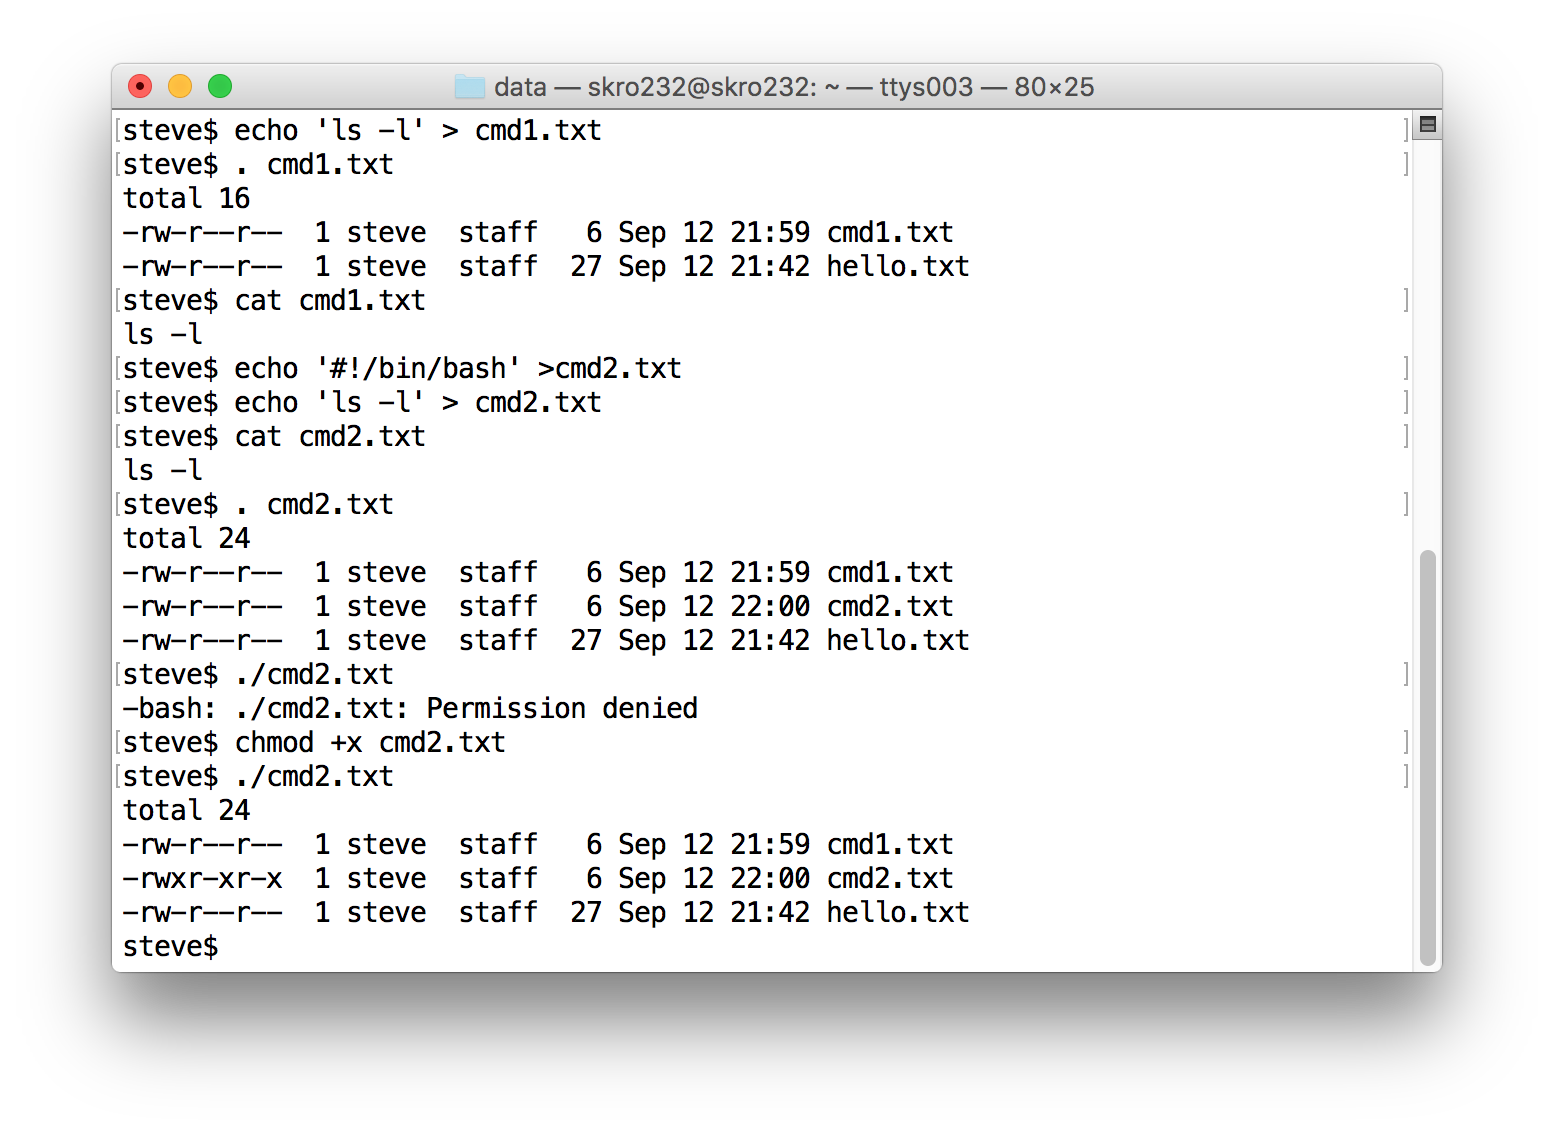 data — skro232@skro232: ~ — ttys003 — 80×25
steve$ echo 'ls -l' > cmd1.txt
steve$ . cmd1.txt
total 16
-rw-r--r--  1 steve  staff   6 Sep 12 21:59 cmd1.txt
-rw-r--r--  1 steve  staff  27 Sep 12 21:42 hello.txt
steve$ cat cmd1.txt
ls -l
steve$ echo '#!/bin/bash' >cmd2.txt
steve$ echo 'ls -l' > cmd2.txt
steve$ cat cmd2.txt
ls -l
steve$ . cmd2.txt
total 24
-rw-r--r--  1 steve  staff   6 Sep 12 21:59 cmd1.txt
-rw-r--r--  1 steve  staff   6 Sep 12 22:00 cmd2.txt
-rw-r--r--  1 steve  staff  27 Sep 12 21:42 hello.txt
steve$ ./cmd2.txt
-bash: ./cmd2.txt: Permission denied
steve$ chmod +x cmd2.txt
steve$ ./cmd2.txt
total 24
-rw-r--r--  1 steve  staff   6 Sep 12 21:59 cmd1.txt
-rwxr-xr-x  1 steve  staff   6 Sep 12 22:00 cmd2.txt
-rw-r--r--  1 steve  staff  27 Sep 12 21:42 hello.txt
steve$